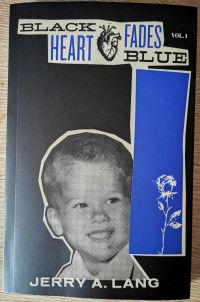 BLACK
HEART FADES VOL. 1
BLUE
JERRY A. LANG